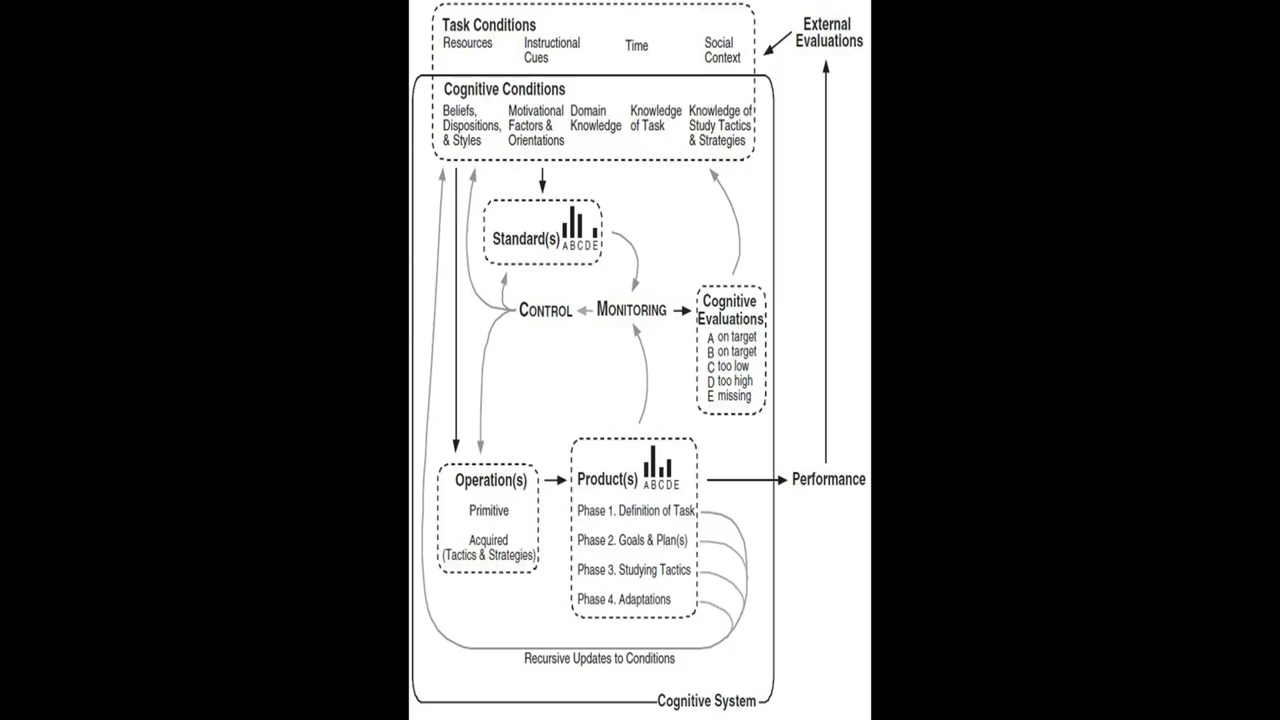 Task Conditions
Resources
Instructional
Cues
Time
Social
Context
External
Evaluations
Cognitive Conditions
Beliefs,
Dispositions,
& Styles
Motivational
Factors &
Orientations
Domain
Knowledge
Knowledge
of Task
Knowledge of
Study Tactics
& Strategies
Standard(s)
A B C D E
CONTROL
MONITORING
Cognitive
Evaluations
A on target
B on target
C too low
D too high
E missing
Operation(s)
Primitive
Acquired
(Tactics & Strategies)
Product(s)
A B C D E
Phase 1. Definition of Task
Phase 2. Goals & Plan(s)
Phase 3. Studying Tactics
Phase 4. Adaptations
Performance
Recursive Updates to Conditions
Cognitive System